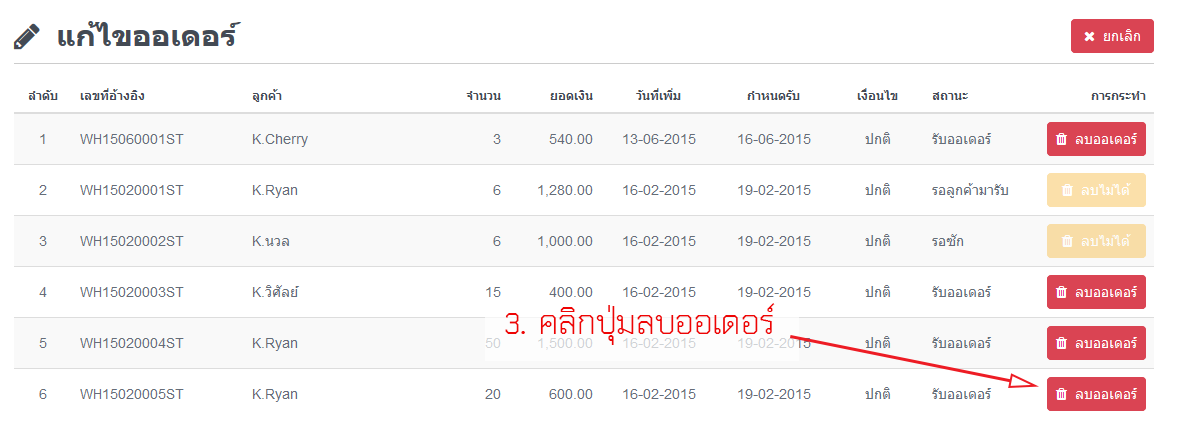 แก้ไขออเดอร์ ยกเลิก
ลำดับ เลขที่อ้างอิง ลูกค้า จำนวน ยอดเงิน วันที่เพิ่ม กำหนดรับ เงื่อนไข สถานะ การกระทำ
1 WH15060001ST K.Cherry 3 540.00 13-06-2015 16-06-2015 ปกติ รับออเดอร์ ลบออเดอร์
2 WH15020001ST K.Ryan 6 1,280.00 16-02-2015 19-02-2015 ปกติ รอลูกค้ามารับ ลบไม่ได้
3 WH15020002ST K.นวล 6 1,000.00 16-02-2015 19-02-2015 ปกติ รอซัก ลบไม่ได้
4 WH15020003ST K.วิศัลย์ 15 400.00 16-02-2015 19-02-2015 ปกติ รับออเดอร์ ลบออเดอร์
3. คลิกปุ่มลบออเดอร์
5 WH15020004ST K.Ryan 50 1,500.00 16-02-2015 19-02-2015 ปกติ รับออเดอร์ ลบออเดอร์
6 WH15020005ST K.Ryan 20 600.00 16-02-2015 19-02-2015 ปกติ รับออเดอร์ ลบออเดอร์